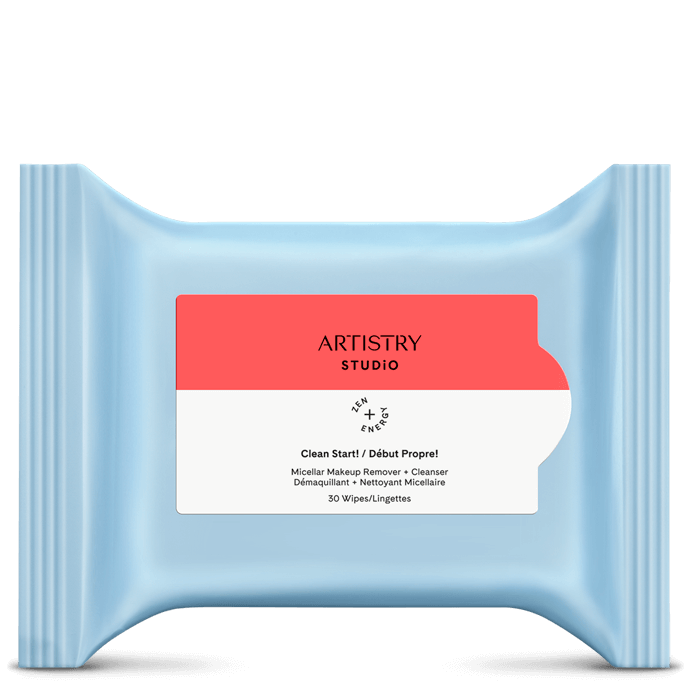 ARTISTRY
STUDiO
ZEN
+
ENERGY
Clean Start! / Début Propre!
Micellar Makeup Remover + Cleanser
Démaquillant + Nettoyant Micellaire
30 Wipes/Lingettes